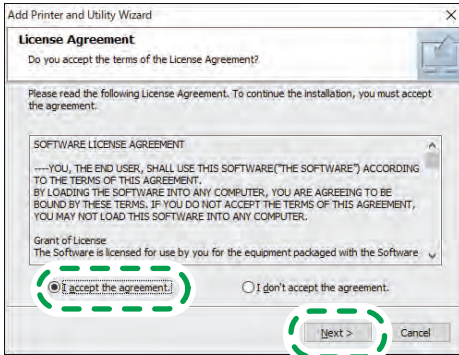 Add Printer and Utility Wizard
License Agreement
Do you accept the terms of the License Agreement?
Please read the following License Agreement. To continue the installation, you must accept
the agreement.
SOFTWARE LICENSE AGREEMENT
----YOU, THE END USER, SHALL USE THIS SOFTWARE("THE SOFTWARE") ACCORDING
TO THE TERMS OF THIS AGREEMENT.
BY LOADING THE SOFTWARE INTO ANY COMPUTER, YOU ARE AGREEING TO BE
BOUND BY THESE TERMS. IF YOU DO NOT ACCEPT THE TERMS OF THIS AGREEMENT,
YOU MAY NOT LOAD THIS SOFTWARE INTO ANY COMPUTER.
Grant of License
The Software is licensed for use by you for the equipment packaged with the Software
I accept the agreement. I don't accept the agreement.
Next > Cancel